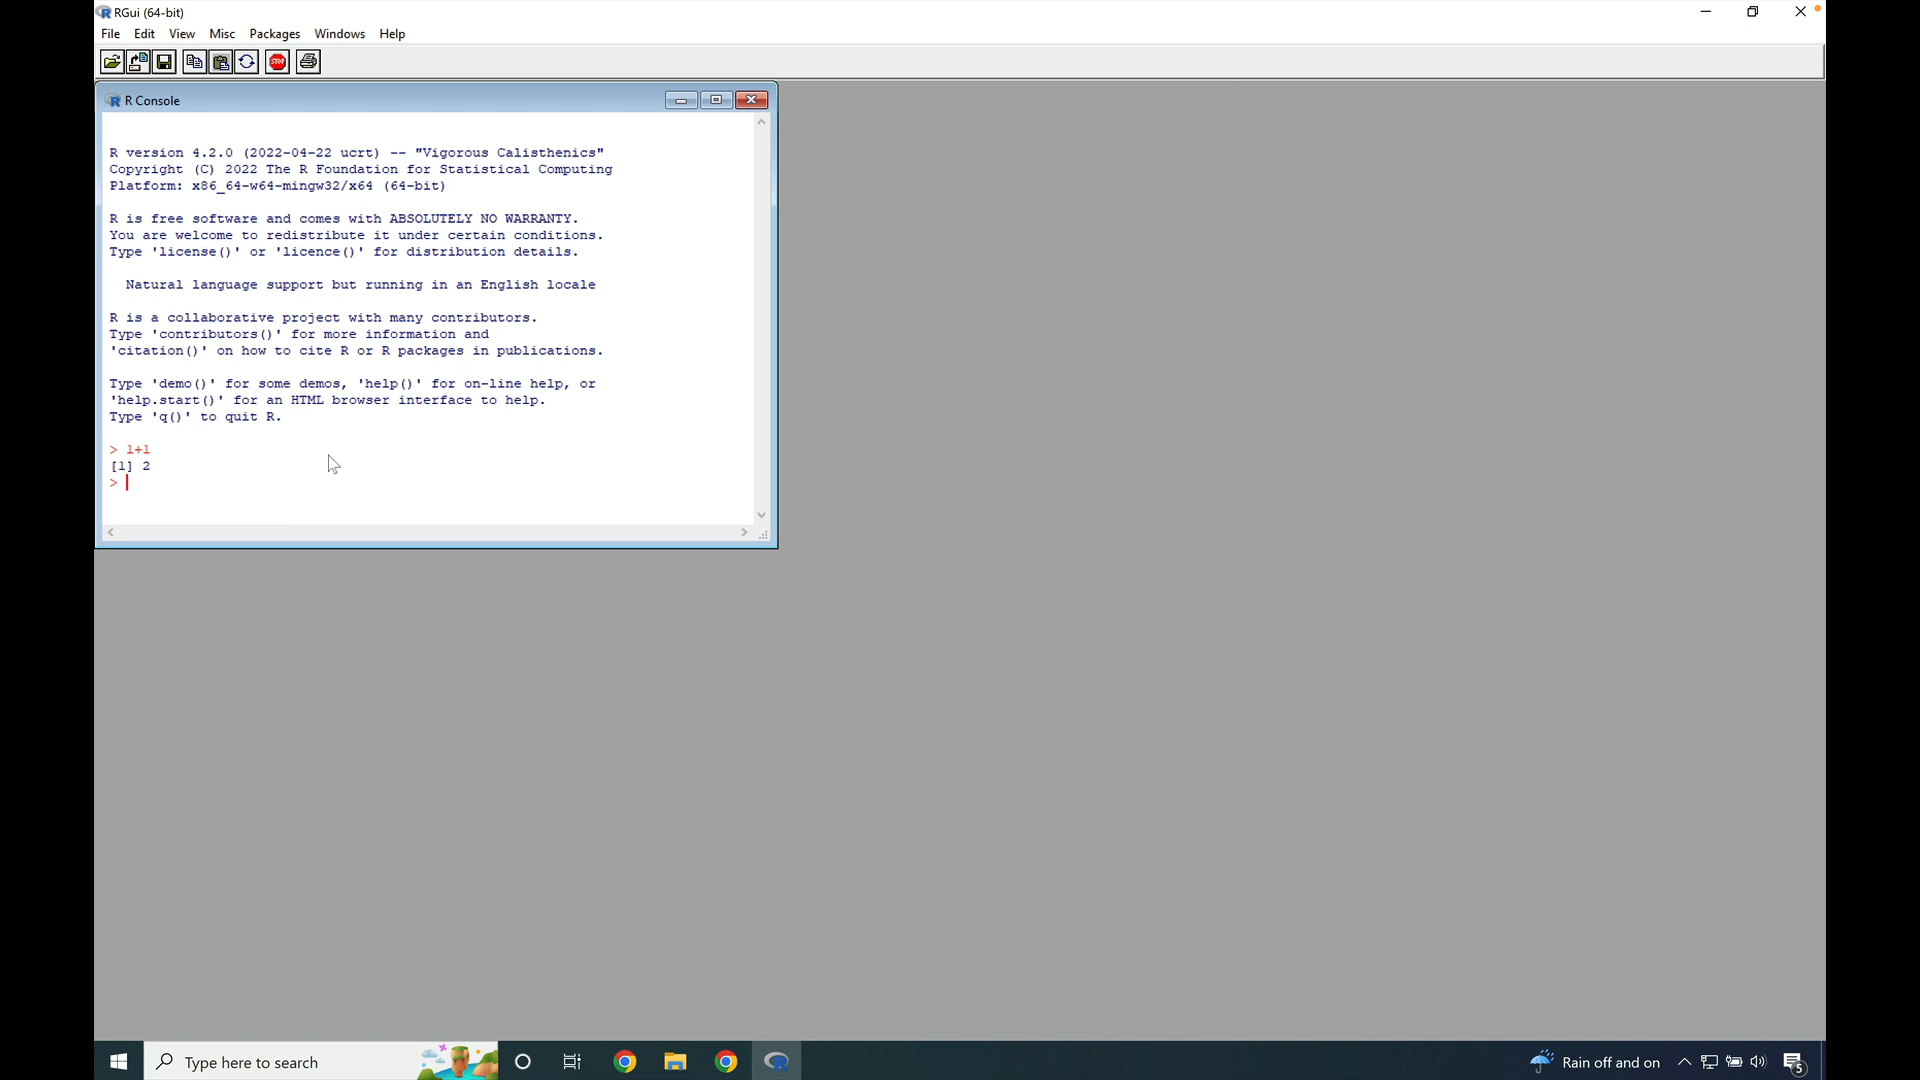 RGui (64-bit)
File Edit View Misc Packages Windows Help
STOP
R Console
R version 4.2.0 (2022-04-22 ucrt) -- "Vigorous Calisthenics"
Copyright (C) 2022 The R Foundation for Statistical Computing
Platform: x86_64-w64-mingw32/x64 (64-bit)
R is free software and comes with ABSOLUTELY NO WARRANTY.
You are welcome to redistribute it under certain conditions.
Type 'license()' or 'licence()' for distribution details.
Natural language support but running in an English locale
R is a collaborative project with many contributors.
Type 'contributors()' for more information and
'citation()' on how to cite R or R packages in publications.
Type 'demo()' for some demos, 'help()' for on-line help, or
'help.start()' for an HTML browser interface to help.
Type 'q()' to quit R.
> 1+1
[1] 2
>
Type here to search
Rain off and on
5